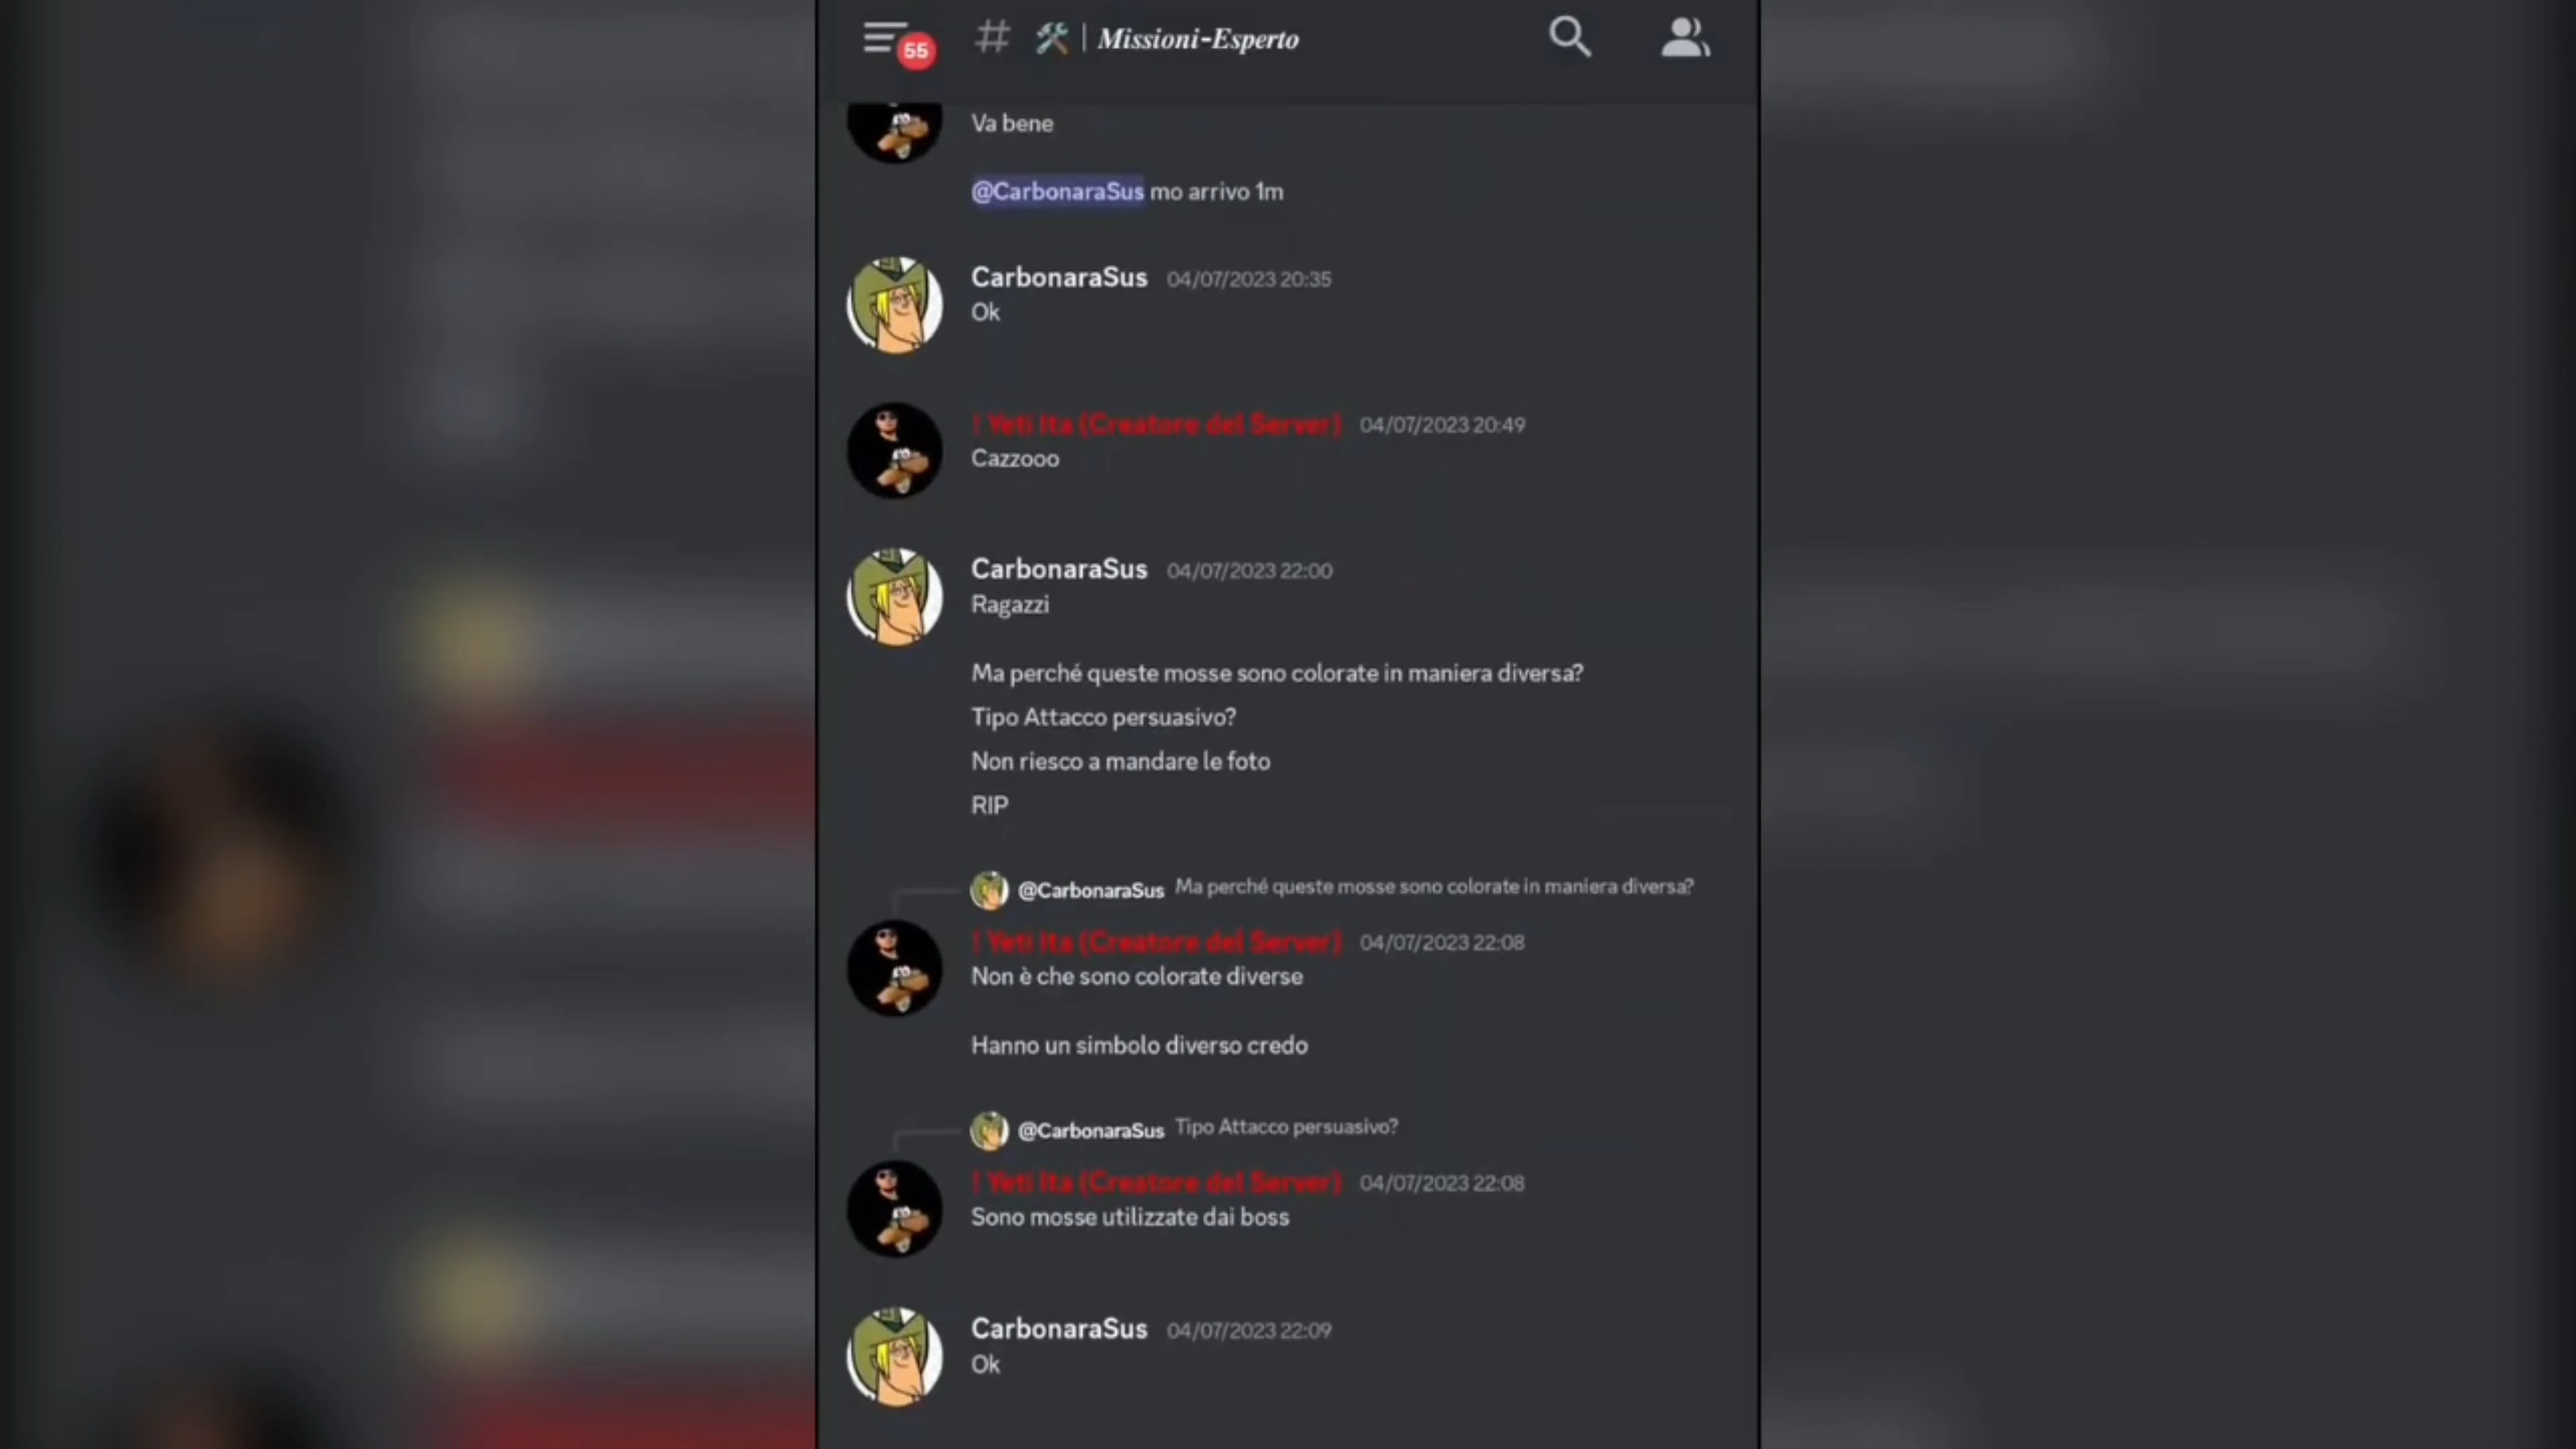 55
# 🛠 | Missioni-Esperto
Va bene
@CarbonaraSus mo arrivo 1m
CarbonaraSus 04/07/2023 20:35
Ok
! Yeti Ita (Creatore del Server) 04/07/2023 20:49
Cazzooo
CarbonaraSus 04/07/2023 22:00
Ragazzi
Ma perché queste mosse sono colorate in maniera diversa?
Tipo Attacco persuasivo?
Non riesco a mandare le foto
RIP
@CarbonaraSus Ma perché queste mosse sono colorate in maniera diversa?
! Yeti Ita (Creatore del Server) 04/07/2023 22:08
Non è che sono colorate diverse
Hanno un simbolo diverso credo
@CarbonaraSus Tipo Attacco persuasivo?
! Yeti Ita (Creatore del Server) 04/07/2023 22:08
Sono mosse utilizzate dai boss
CarbonaraSus 04/07/2023 22:09
Ok